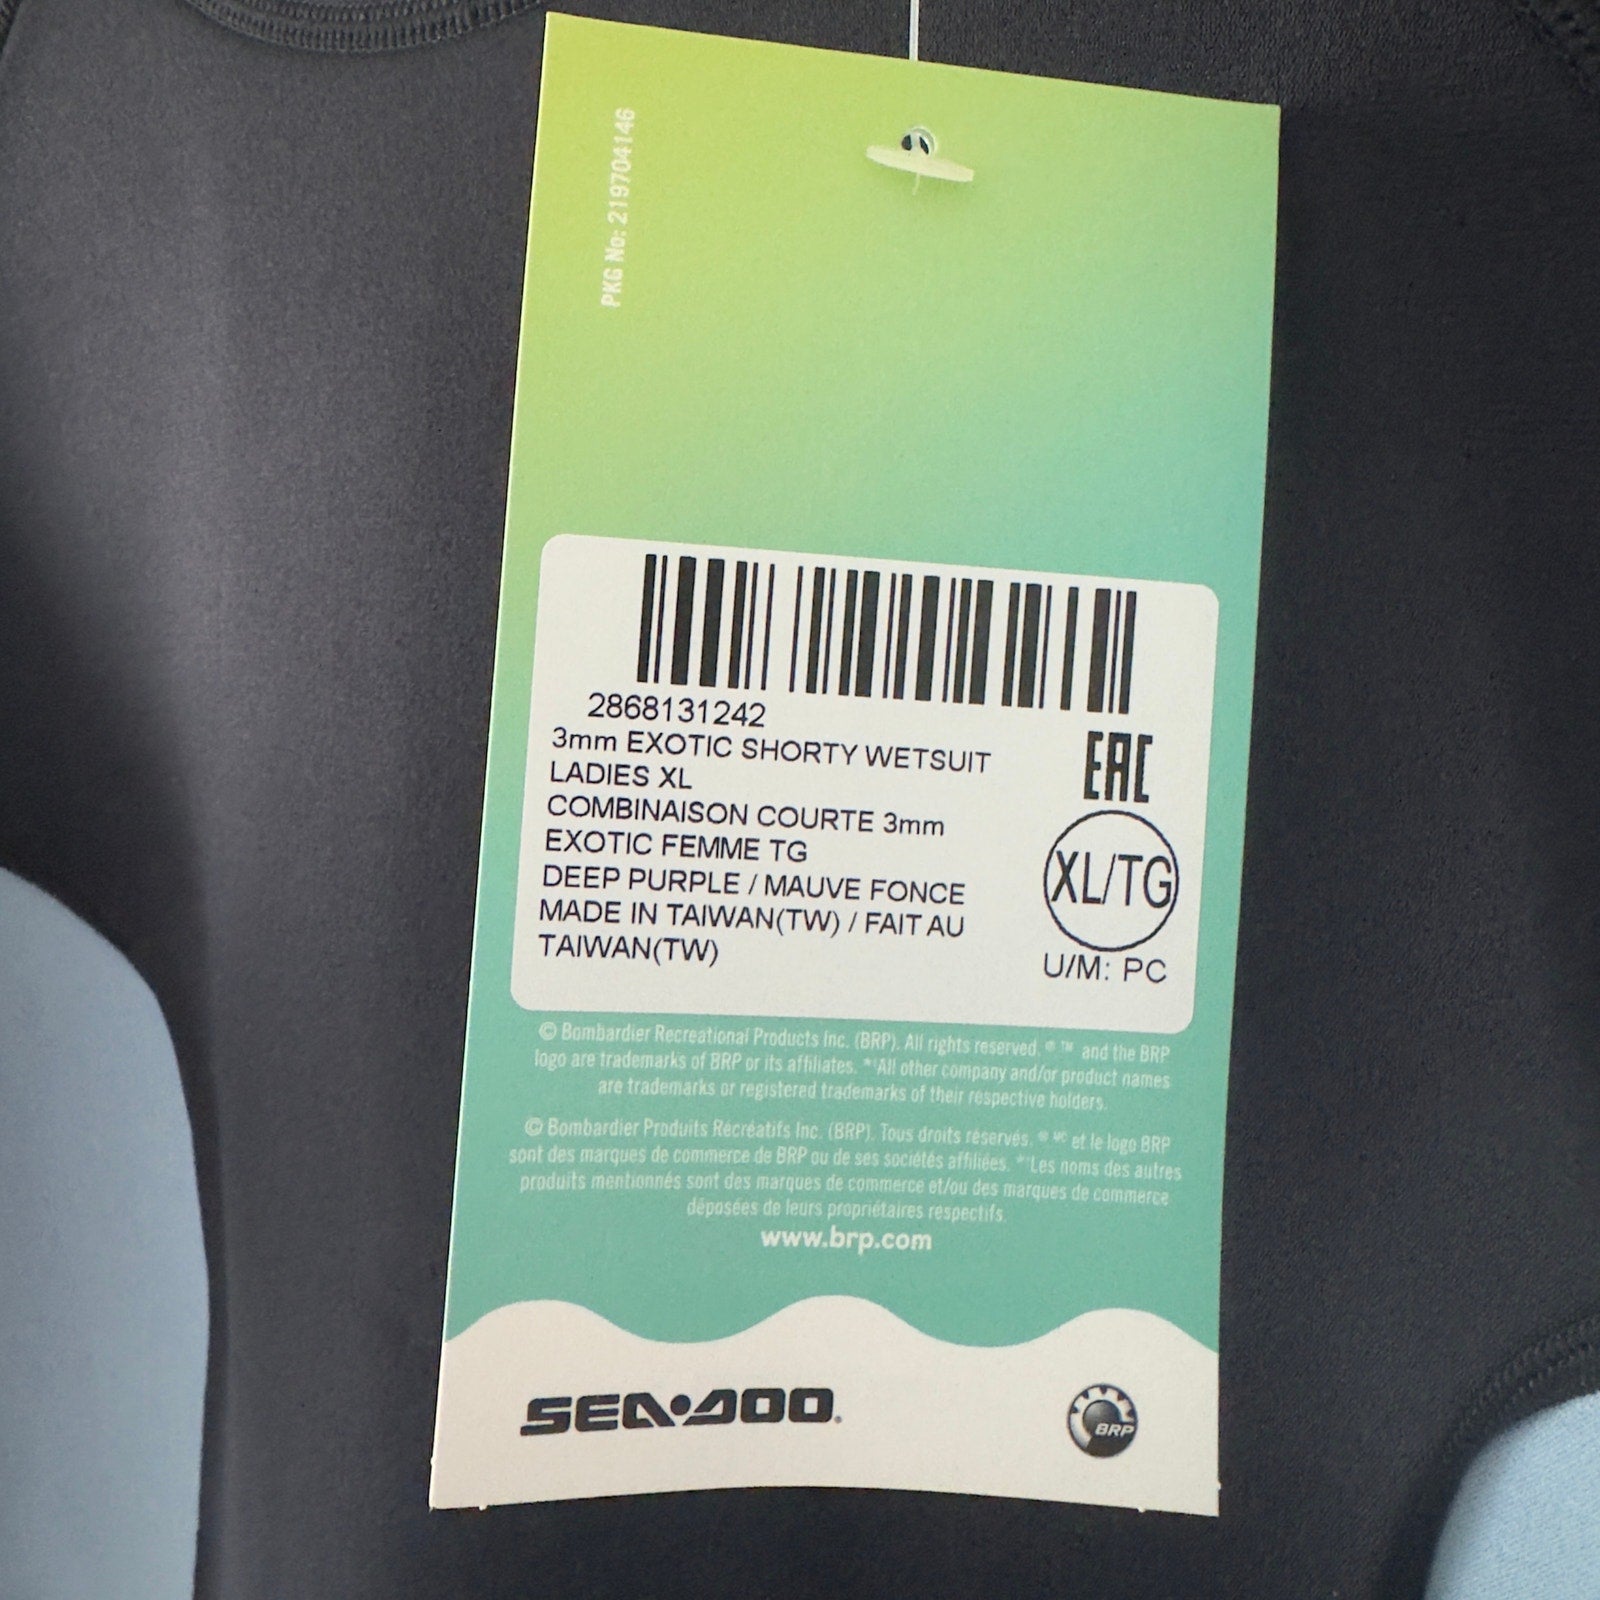 PKG No: 219704146
2868131242
3mm EXOTIC SHORTY WETSUIT
LADIES XL
COMBINAISON COURTE 3mm
EXOTIC FEMME TG
DEEP PURPLE / MAUVE FONCE
MADE IN TAIWAN(TW) / FAIT AU
TAIWAN(TW)
EAC
XL/TG
U/M: PC
© Bombardier Recreational Products Inc. (BRP). All rights reserved. ® ™ and the BRP
logo are trademarks of BRP or its affiliates. *†All other company and/or product names
are trademarks or registered trademarks of their respective holders.
© Bombardier Produits Récréatifs Inc. (BRP). Tous droits réservés. ® MC et le logo BRP
sont des marques de commerce de BRP ou de ses sociétés affiliées. *†Les noms des autres
produits mentionnés sont des marques de commerce et/ou des marques de commerce
déposées de leurs propriétaires respectifs.
www.brp.com
SEA-DOO®
BRP